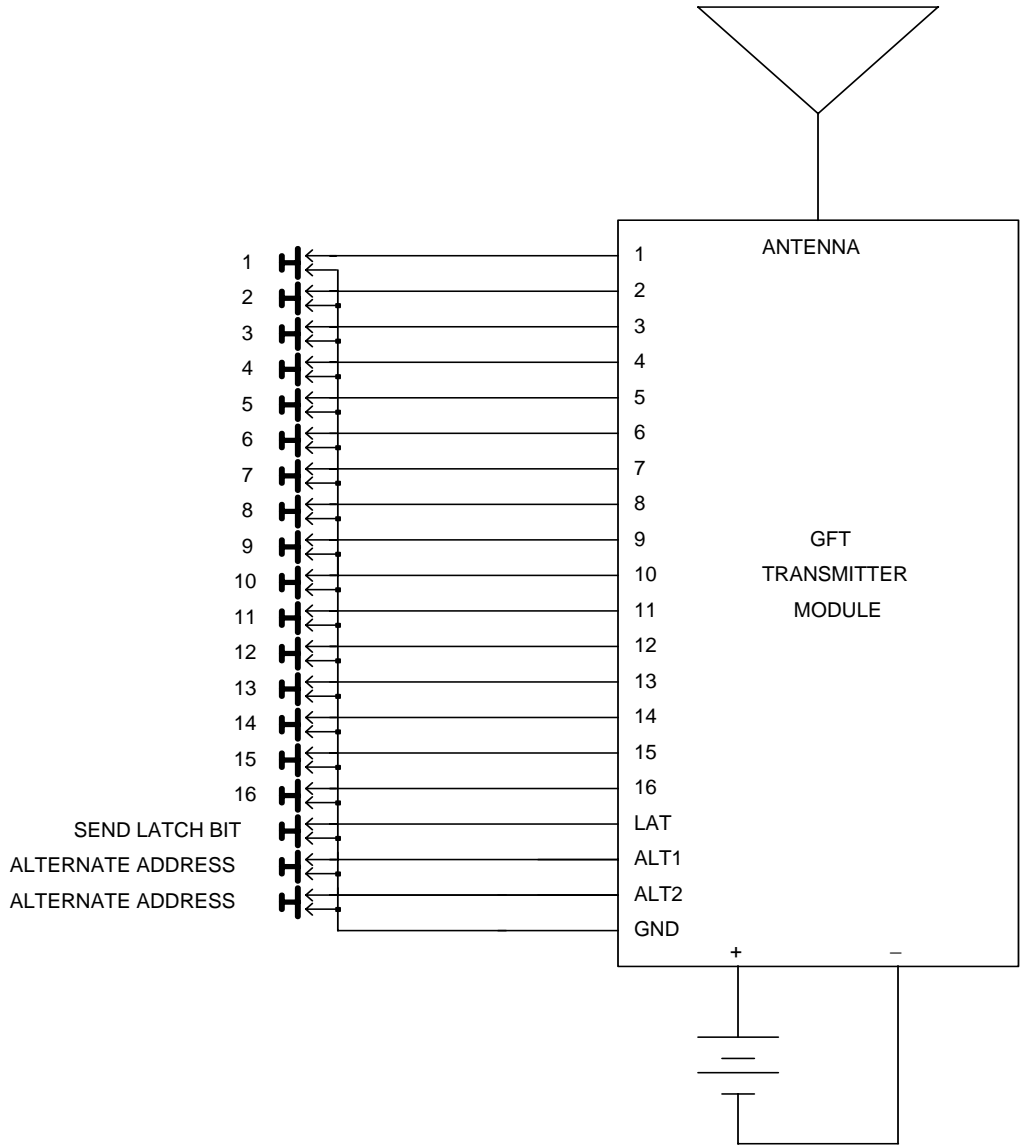 ANTENNA
1 1
2 2
3 3
4 4
5 5
6 6
7 7
8 8
9 9
GFT
10 10
TRANSMITTER
11 11
MODULE
12 12
13 13
14 14
15 15
16 16
SEND LATCH BIT LAT
ALTERNATE ADDRESS ALT1
ALTERNATE ADDRESS ALT2
GND
+ –